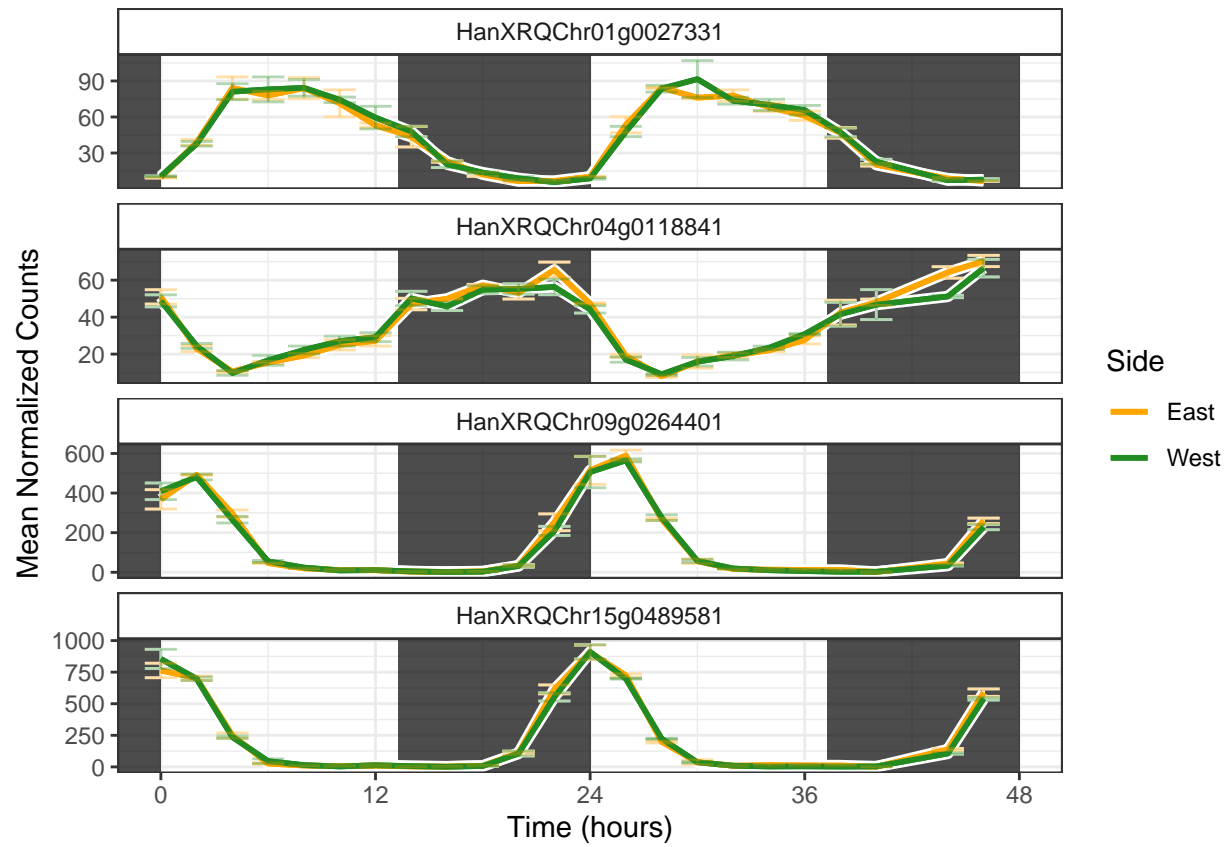 HanXRQChr01g0027331
90
60
30
HanXRQChr04g0118841
60
40
20
HanXRQChr09g0264401
600
400
200
0
HanXRQChr15g0489581
1000
750
500
250
0
0 12 24 36 48
Time (hours)
Mean Normalized Counts
Side
East
West